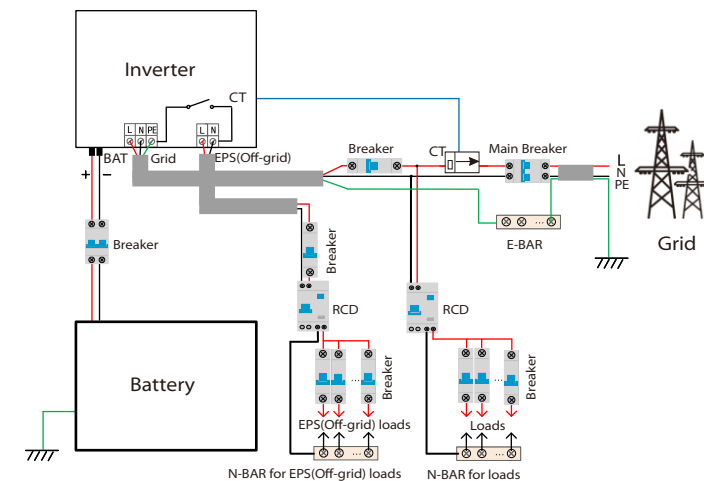 Inverter
CT
L N PE
L N
BAT
Grid
EPS(Off-grid)
+
−
Breaker
CT
Main Breaker
L
N
PE
...
E-BAR
Grid
Breaker
Breaker
RCD
RCD
Battery
...
Breaker
...
Breaker
EPS(Off-grid) loads
Loads
...
...
N-BAR for EPS(Off-grid) loads
N-BAR for loads